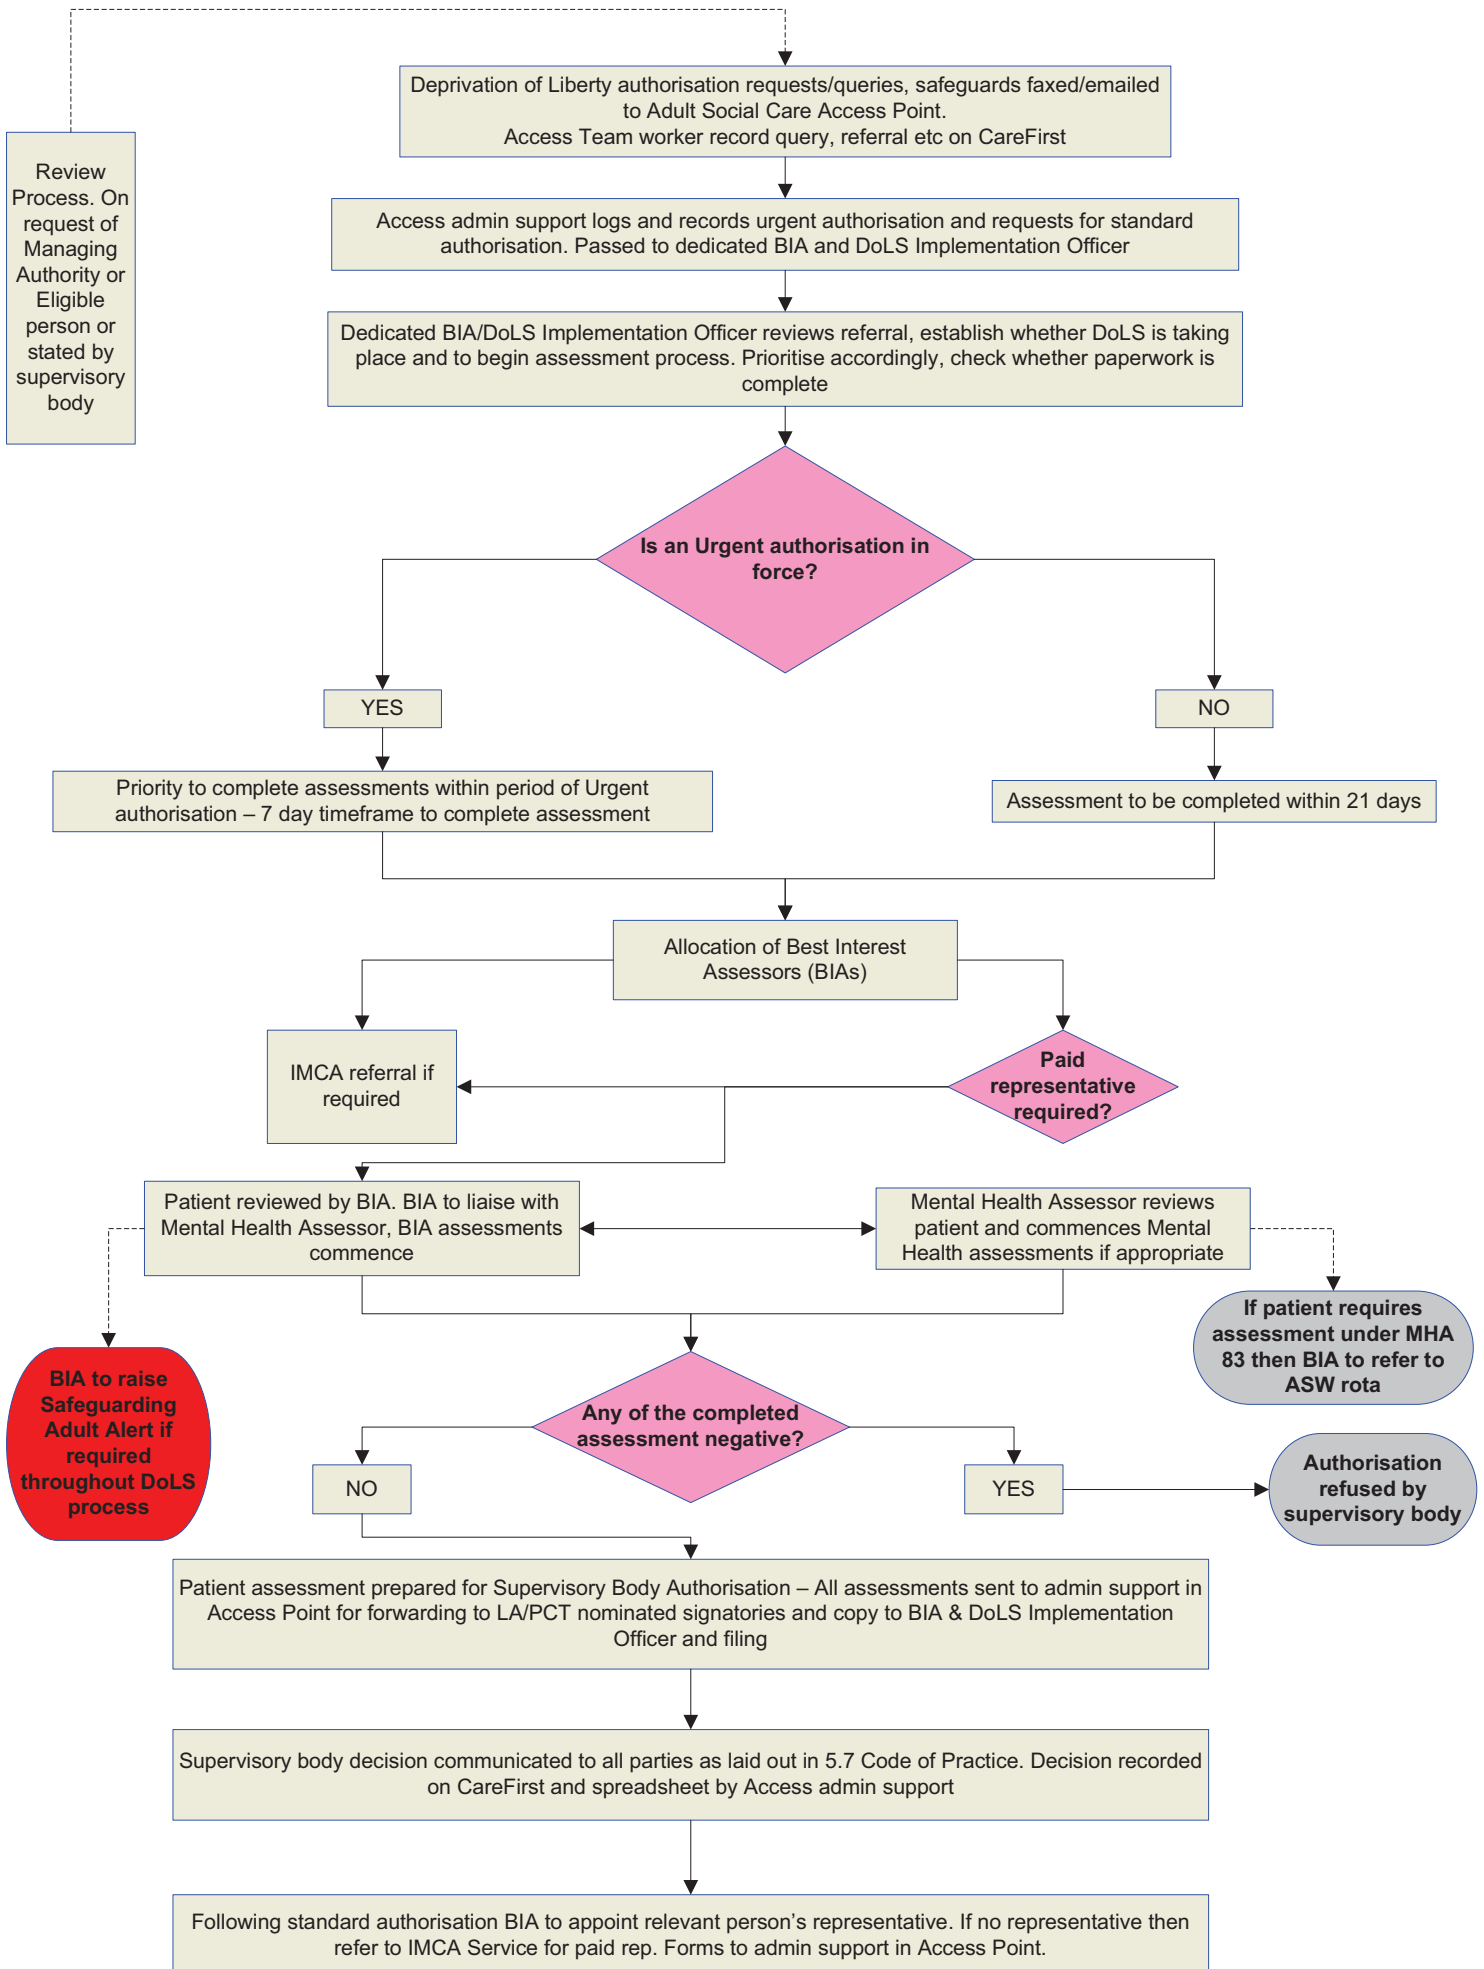 Deprivation of Liberty authorisation requests/queries, safeguards faxed/emailed
to Adult Social Care Access Point.
Access Team worker record query, referral etc on CareFirst
Review
Process. On
request of
Managing
Authority or
Eligible
person or
stated by
supervisory
body
Access admin support logs and records urgent authorisation and requests for standard
authorisation. Passed to dedicated BIA and DoLS Implementation Officer
Dedicated BIA/DoLS Implementation Officer reviews referral, establish whether DoLS is taking
place and to begin assessment process. Prioritise accordingly, check whether paperwork is
complete
Is an Urgent authorisation in
force?
YES
NO
Priority to complete assessments within period of Urgent
authorisation – 7 day timeframe to complete assessment
Assessment to be completed within 21 days
Allocation of Best Interest
Assessors (BIAs)
IMCA referral if
required
Paid
representative
required?
Patient reviewed by BIA. BIA to liaise with
Mental Health Assessor, BIA assessments
commence
Mental Health Assessor reviews
patient and commences Mental
Health assessments if appropriate
If patient requires
assessment under MHA
83 then BIA to refer to
ASW rota
BIA to raise
Safeguarding
Adult Alert if
required
throughout DoLS
process
Any of the completed
assessment negative?
NO
YES
Authorisation
refused by
supervisory body
Patient assessment prepared for Supervisory Body Authorisation – All assessments sent to admin support in
Access Point for forwarding to LA/PCT nominated signatories and copy to BIA & DoLS Implementation
Officer and filing
Supervisory body decision communicated to all parties as laid out in 5.7 Code of Practice. Decision recorded
on CareFirst and spreadsheet by Access admin support
Following standard authorisation BIA to appoint relevant person’s representative. If no representative then
refer to IMCA Service for paid rep. Forms to admin support in Access Point.